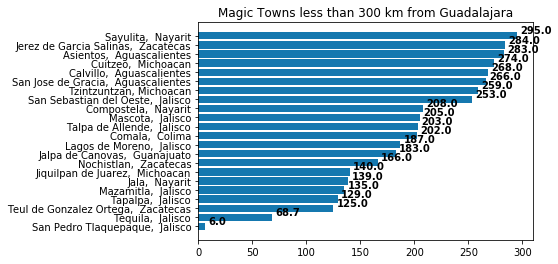 Magic Towns less than 300 km from Guadalajara
Sayulita,  Nayarit 295.0
Jerez de Garcia Salinas,  Zacatecas 284.0
Asientos,  Aguascalientes 283.0
Cuitzeo,  Michoacan 274.0
Calvillo,  Aguascalientes 268.0
San Jose de Gracia,  Aguascalientes 266.0
Tzintzuntzan, Michoacan 259.0
San Sebastian del Oeste,  Jalisco 253.0
Compostela,  Nayarit 208.0
Mascota,  Jalisco 205.0
Talpa de Allende,  Jalisco 203.0
Comala,  Colima 202.0
Lagos de Moreno,  Jalisco 187.0
Jalpa de Canovas,  Guanajuato 183.0
Nochistlan,  Zacatecas 166.0
Jiquilpan de Juarez,  Michoacan 140.0
Jala,  Nayarit 139.0
Mazamitla,  Jalisco 135.0
Tapalpa,  Jalisco 129.0
Teul de Gonzalez Ortega,  Zacatecas 125.0
Tequila,  Jalisco 68.7
San Pedro Tlaquepaque,  Jalisco 6.0
0 50 100 150 200 250 300